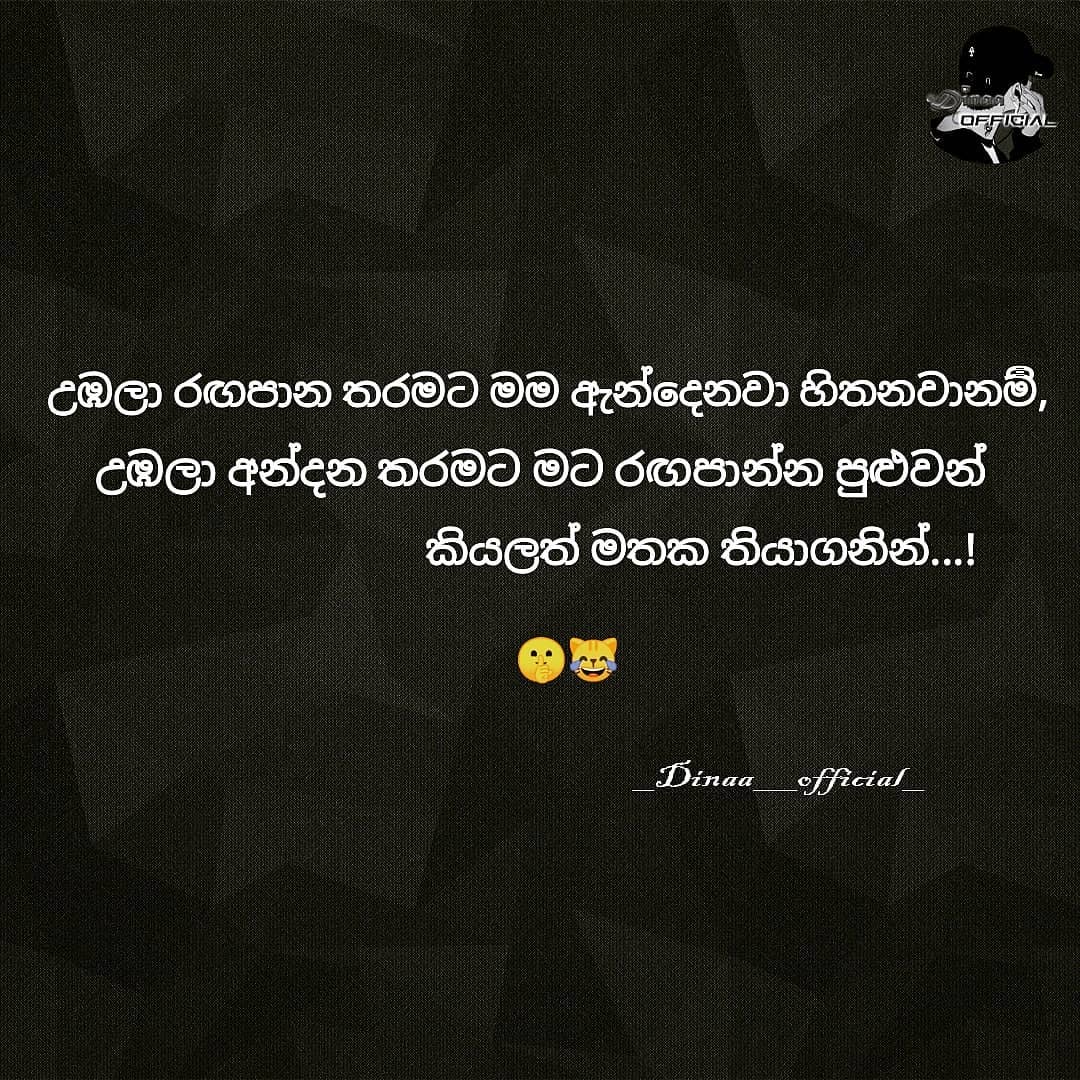 Dinaa
OFFICIAL
උඹලා රඟපාන තරමට මම ඇන්දෙනවා හිතනවානම්,
උඹලා අන්දන තරමට මට රඟපාන්න පුළුවන්
කියලත් මතක තියාගනින්...!
🤫😹
_Dinaa__official_